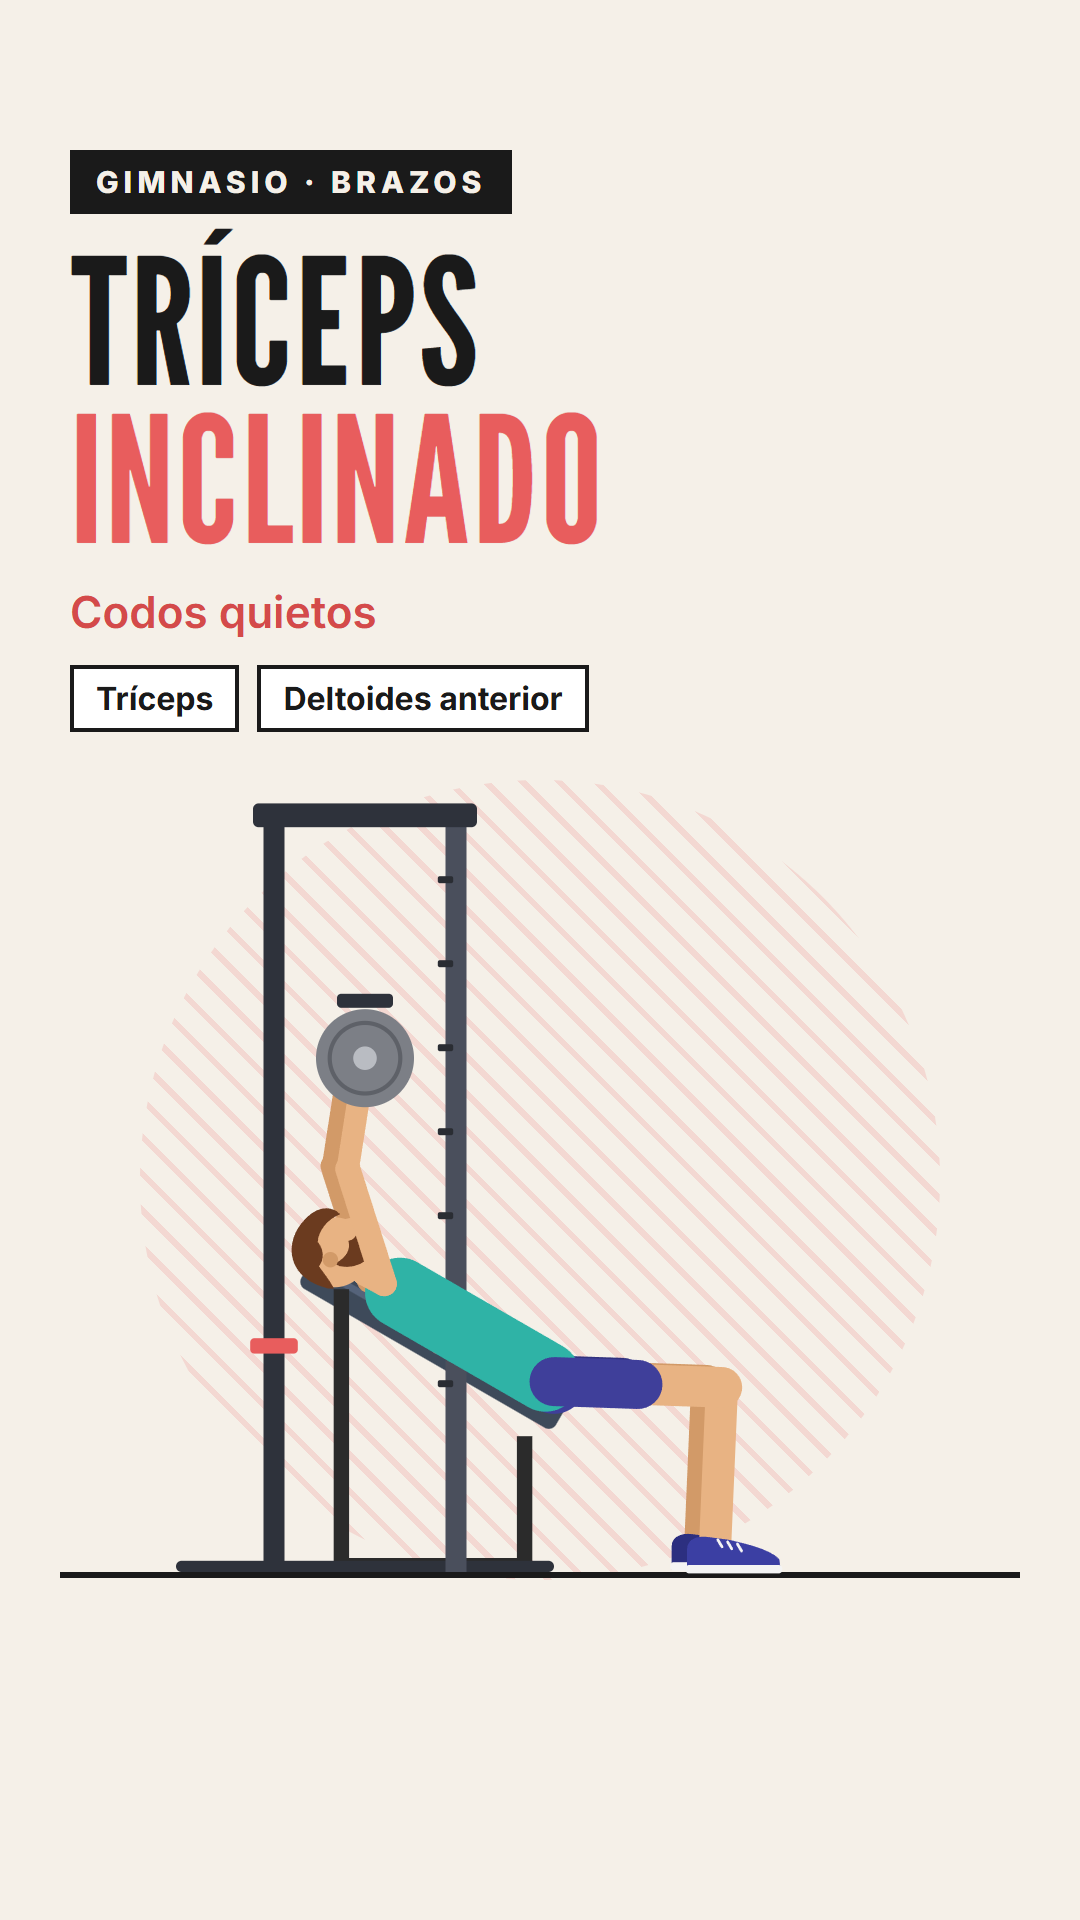 GIMNASIO · BRAZOS
TRÍCEPS
INCLINADO
Codos quietos
Tríceps
Deltoides anterior